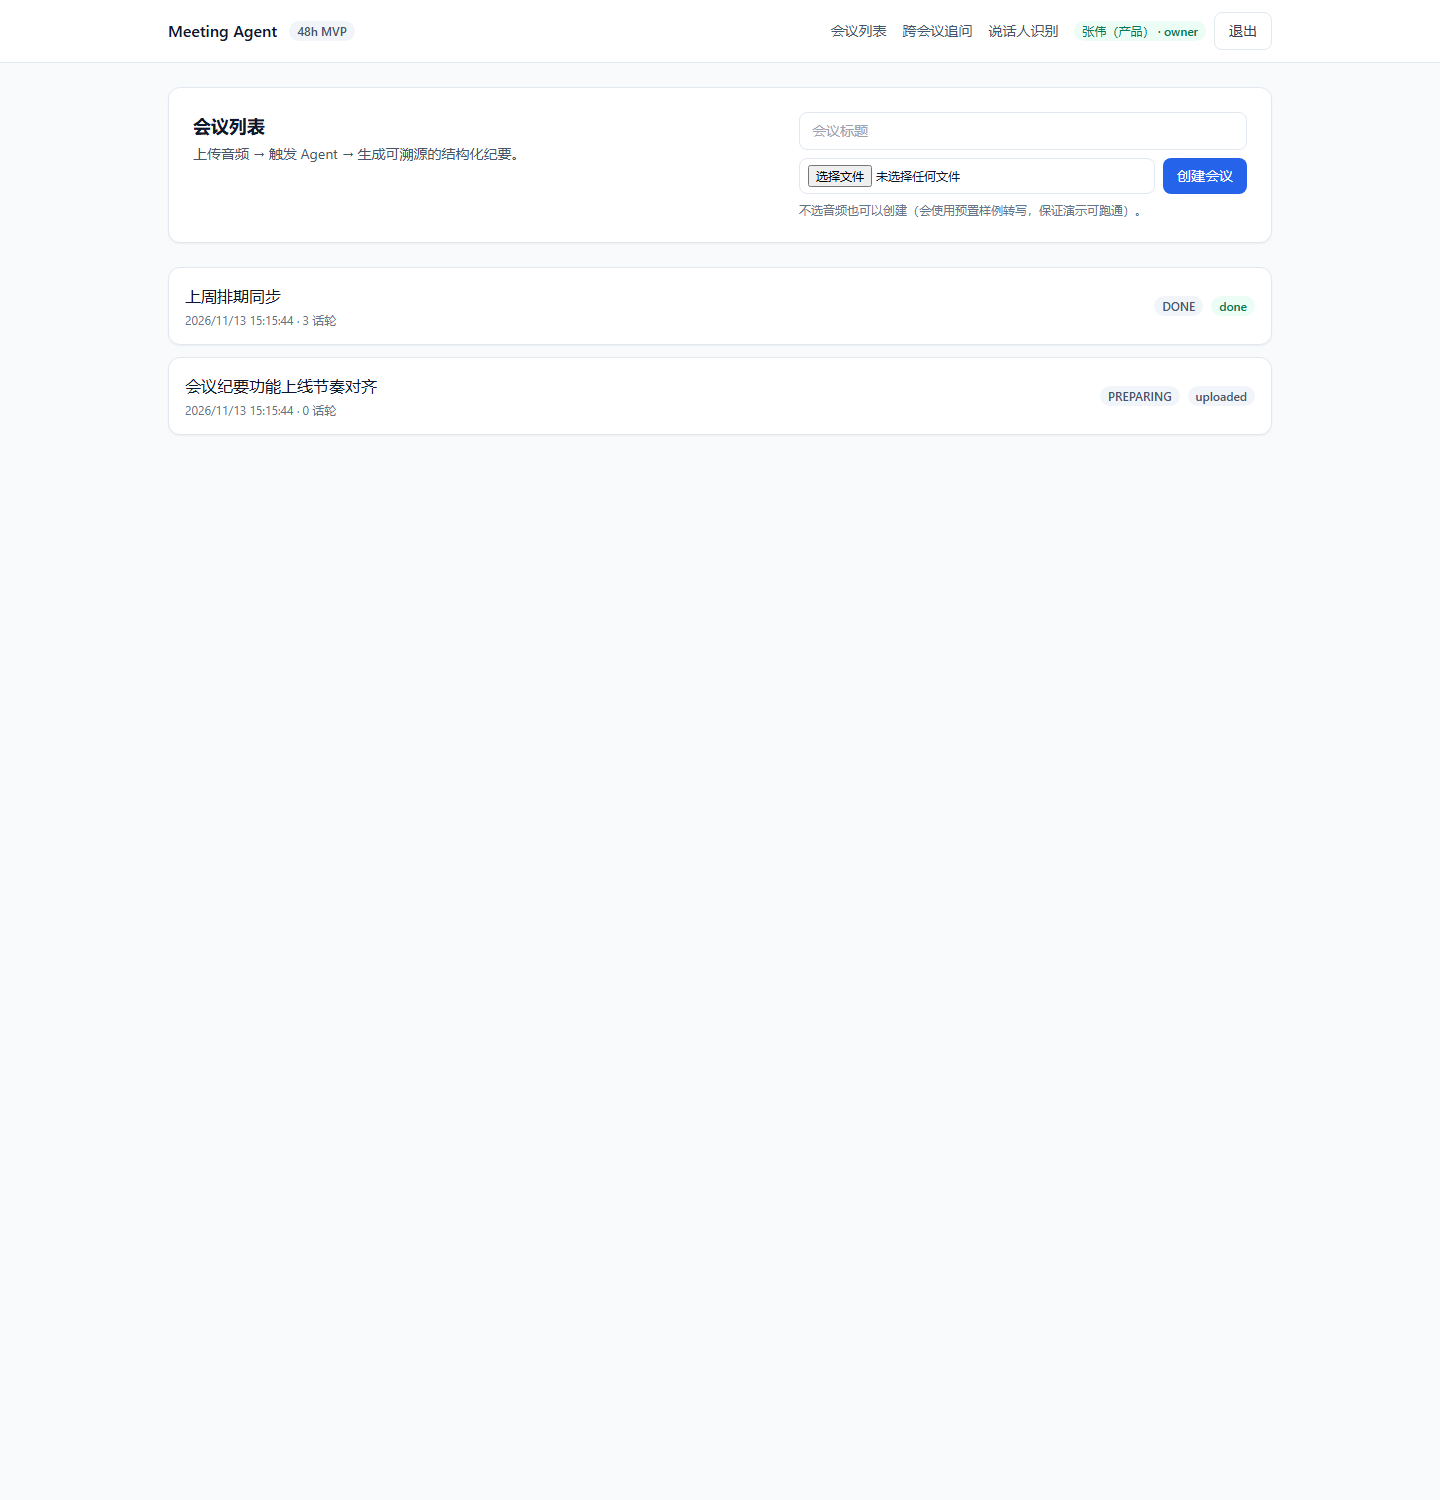 Meeting Agent 48h MVP 会议列表 跨会议追问 说话人识别 张伟（产品） · owner 退出
会议列表
上传音频 → 触发 Agent → 生成可溯源的结构化纪要。
会议标题
选择文件 未选择任何文件 创建会议
不选音频也可以创建（会使用预置样例转写，保证演示可跑通）。
上周排期同步
2026/11/13 15:15:44 · 3 话轮
DONE done
会议纪要功能上线节奏对齐
2026/11/13 15:15:44 · 0 话轮
PREPARING uploaded